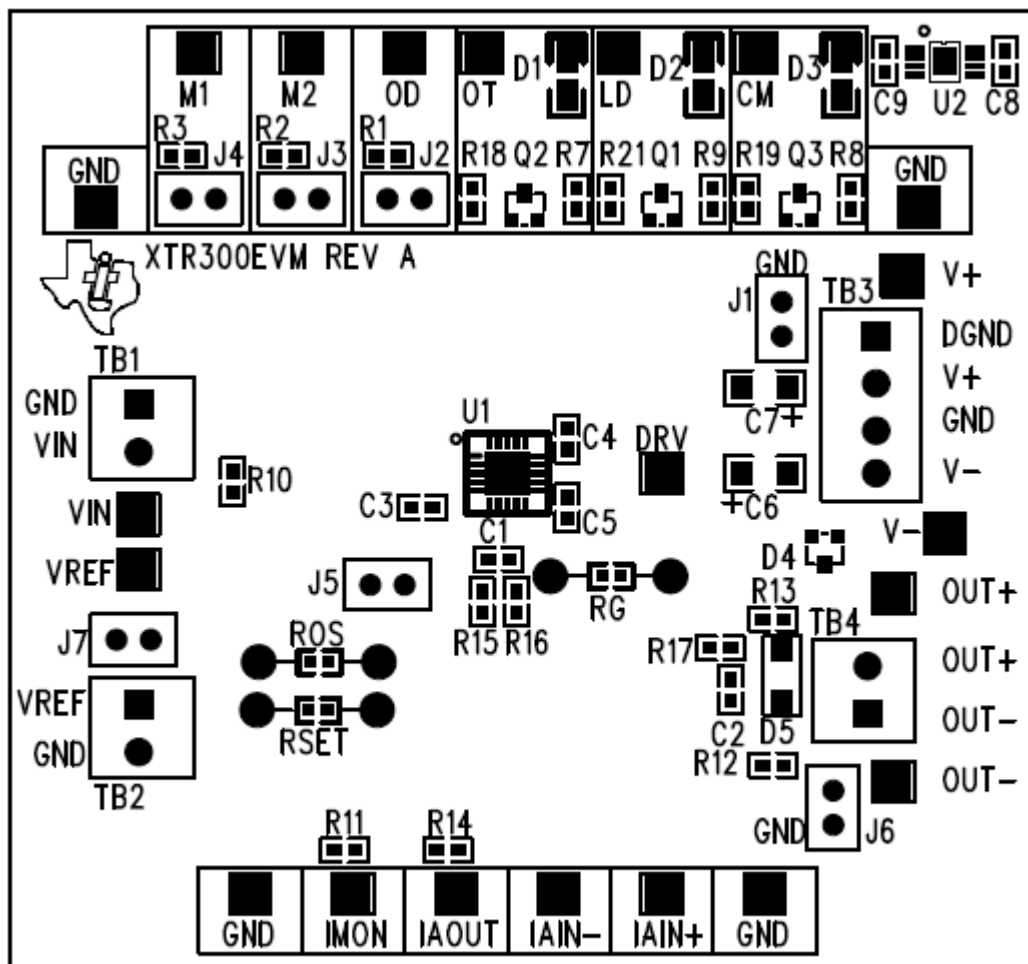 M1 M2 OD OT D1 LD D2 CM D3 C9 U2 C8
R3 J4 R2 J3 R1 J2 R18 Q2 R7 R21 Q1 R9 R19 Q3 R8
GND GND
XTR300EVM REV A
GND
J1 TB3 V+
DGND
TB1
V+
GND
C7+
GND
U1
VIN
C4 DRV
V-
R10
+C6
VIN
C3
C5
V-
C1
D4
VREF
J5
RG
R13
OUT+
R15 R16
TB4
J7
ROS
R17
OUT+
VREF
RSET
C2 D5
OUT-
GND
R12
OUT-
TB2
R11 R14
GND J6
GND IMON IAOUT IAIN- IAIN+ GND